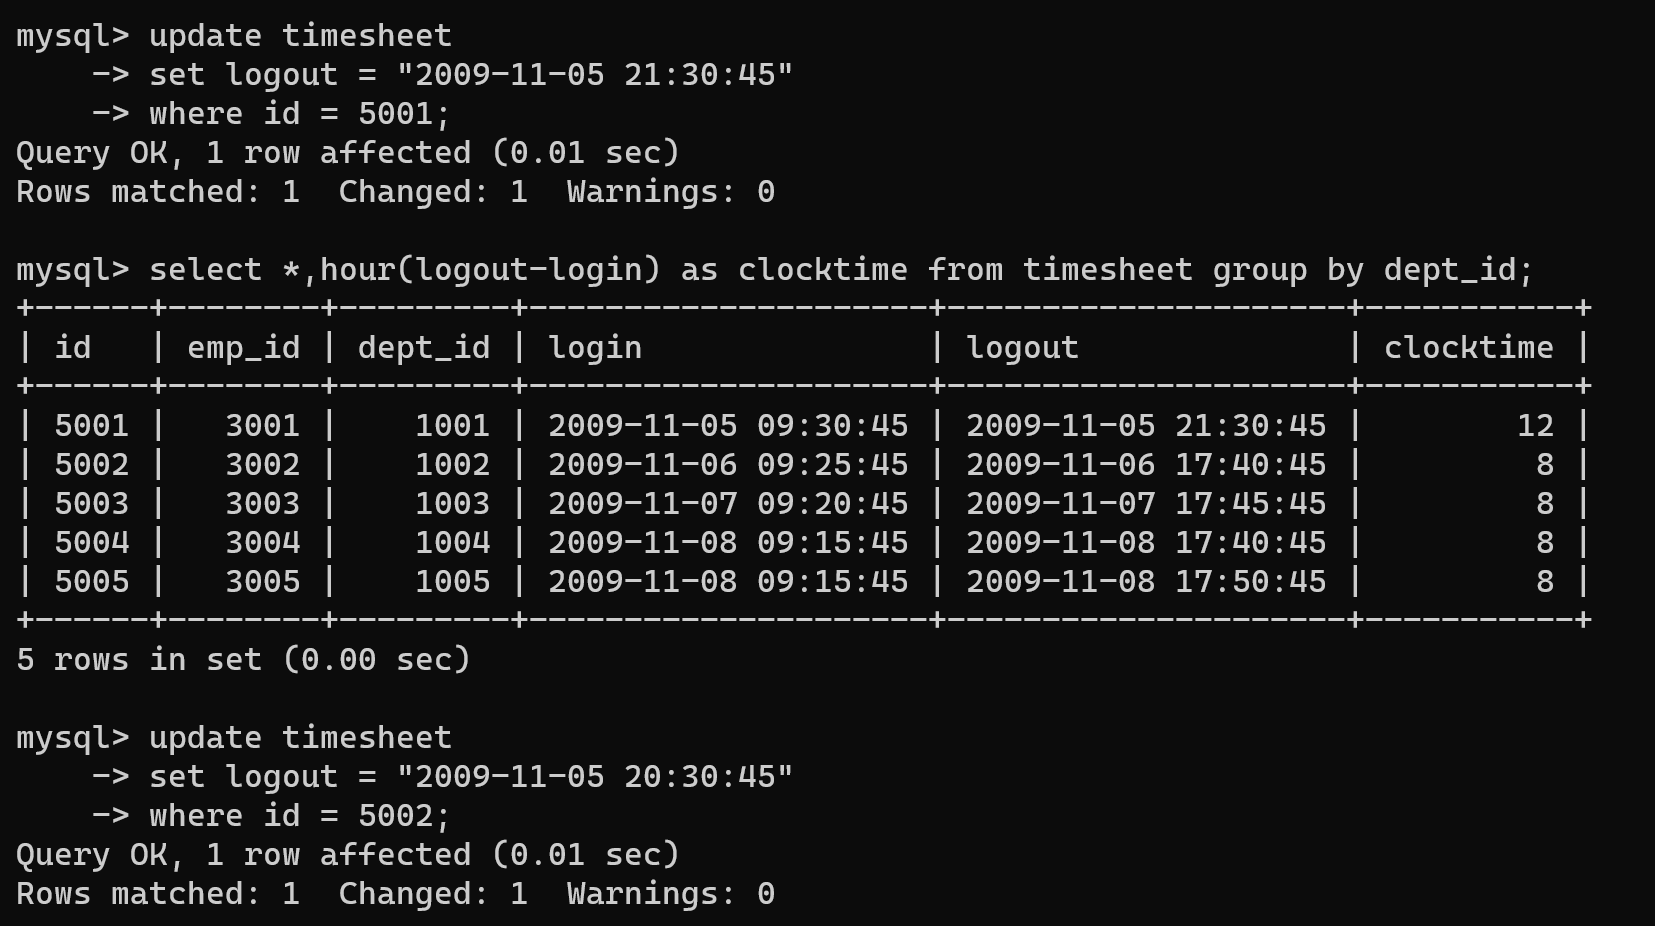 mysql> update timesheet
    -> set logout = "2009-11-05 21:30:45"
    -> where id = 5001;
Query OK, 1 row affected (0.01 sec)
Rows matched: 1  Changed: 1  Warnings: 0

mysql> select *,hour(logout-login) as clocktime from timesheet group by dept_id;
+------+--------+---------+---------------------+---------------------+-----------+
| id   | emp_id | dept_id | login               | logout              | clocktime |
+------+--------+---------+---------------------+---------------------+-----------+
| 5001 |   3001 |    1001 | 2009-11-05 09:30:45 | 2009-11-05 21:30:45 |        12 |
| 5002 |   3002 |    1002 | 2009-11-06 09:25:45 | 2009-11-06 17:40:45 |         8 |
| 5003 |   3003 |    1003 | 2009-11-07 09:20:45 | 2009-11-07 17:45:45 |         8 |
| 5004 |   3004 |    1004 | 2009-11-08 09:15:45 | 2009-11-08 17:40:45 |         8 |
| 5005 |   3005 |    1005 | 2009-11-08 09:15:45 | 2009-11-08 17:50:45 |         8 |
+------+--------+---------+---------------------+---------------------+-----------+
5 rows in set (0.00 sec)

mysql> update timesheet
    -> set logout = "2009-11-05 20:30:45"
    -> where id = 5002;
Query OK, 1 row affected (0.01 sec)
Rows matched: 1  Changed: 1  Warnings: 0